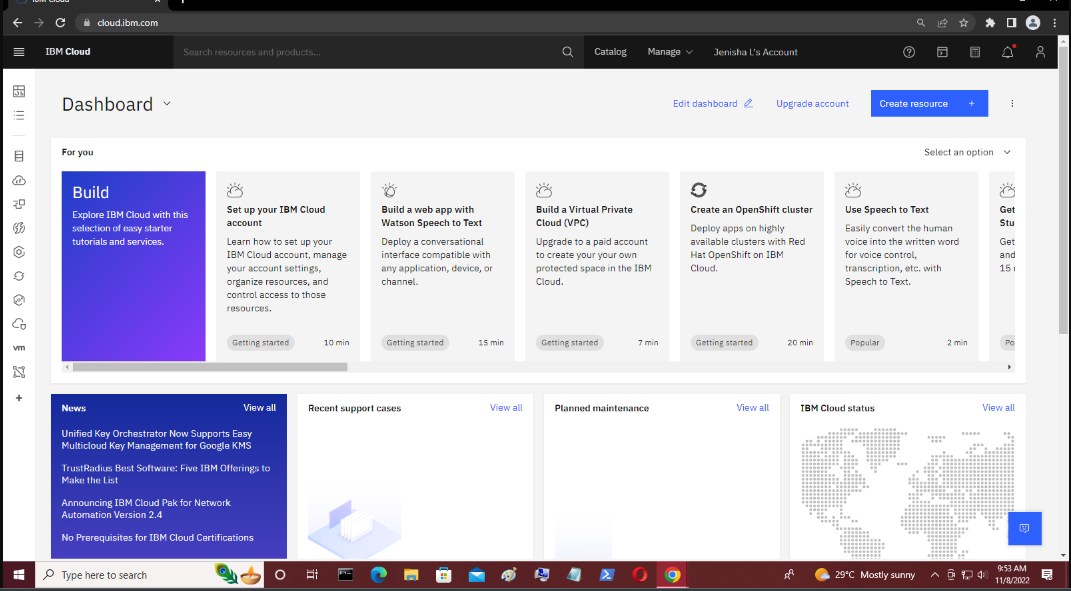 IBM Cloud
cloud.ibm.com
IBM Cloud
Search resources and products...
Catalog
Manage
Jenisha L's Account
Dashboard
Edit dashboard
Upgrade account
Create resource +
For you
Select an option
Build
Explore IBM Cloud with this
selection of easy starter
tutorials and services.
Set up your IBM Cloud
account
Learn how to set up your
IBM Cloud account, manage
your account settings,
organize resources, and
control access to those
resources.
Getting started
10 min
Build a web app with
Watson Speech to Text
Deploy a conversational
interface compatible with
any application, device, or
channel.
Getting started
15 min
Build a Virtual Private
Cloud (VPC)
Upgrade to a paid account
to create your your own
protected space in the IBM
Cloud.
Getting started
7 min
Create an OpenShift cluster
Deploy apps on highly
available clusters with Red
Hat OpenShift on IBM
Cloud.
Getting started
20 min
Use Speech to Text
Easily convert the human
voice into the written word
for voice control,
transcription, etc. with
Speech to Text.
Popular
2 min
Get
Stu
Get
and
15
Po
vm
News
View all
Unified Key Orchestrator Now Supports Easy
Multicloud Key Management for Google KMS
TrustRadius Best Software: Five IBM Offerings to
Make the List
Announcing IBM Cloud Pak for Network
Automation Version 2.4
No Prerequisites for IBM Cloud Certifications
Recent support cases
View all
Planned maintenance
View all
IBM Cloud status
View all
Type here to search
29°C Mostly sunny
9:53 AM
11/8/2022